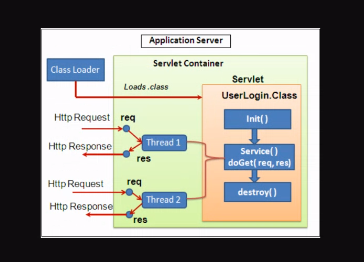 Application Server
Servlet Container
Class Loader
Servlet
Loads .class
UserLogin.Class
Http Request
req
Init( )
Http Response
Thread 1
res
Service( )
doGet( req, res)
Http Request
req
Http Response
Thread 2
destroy( )
res